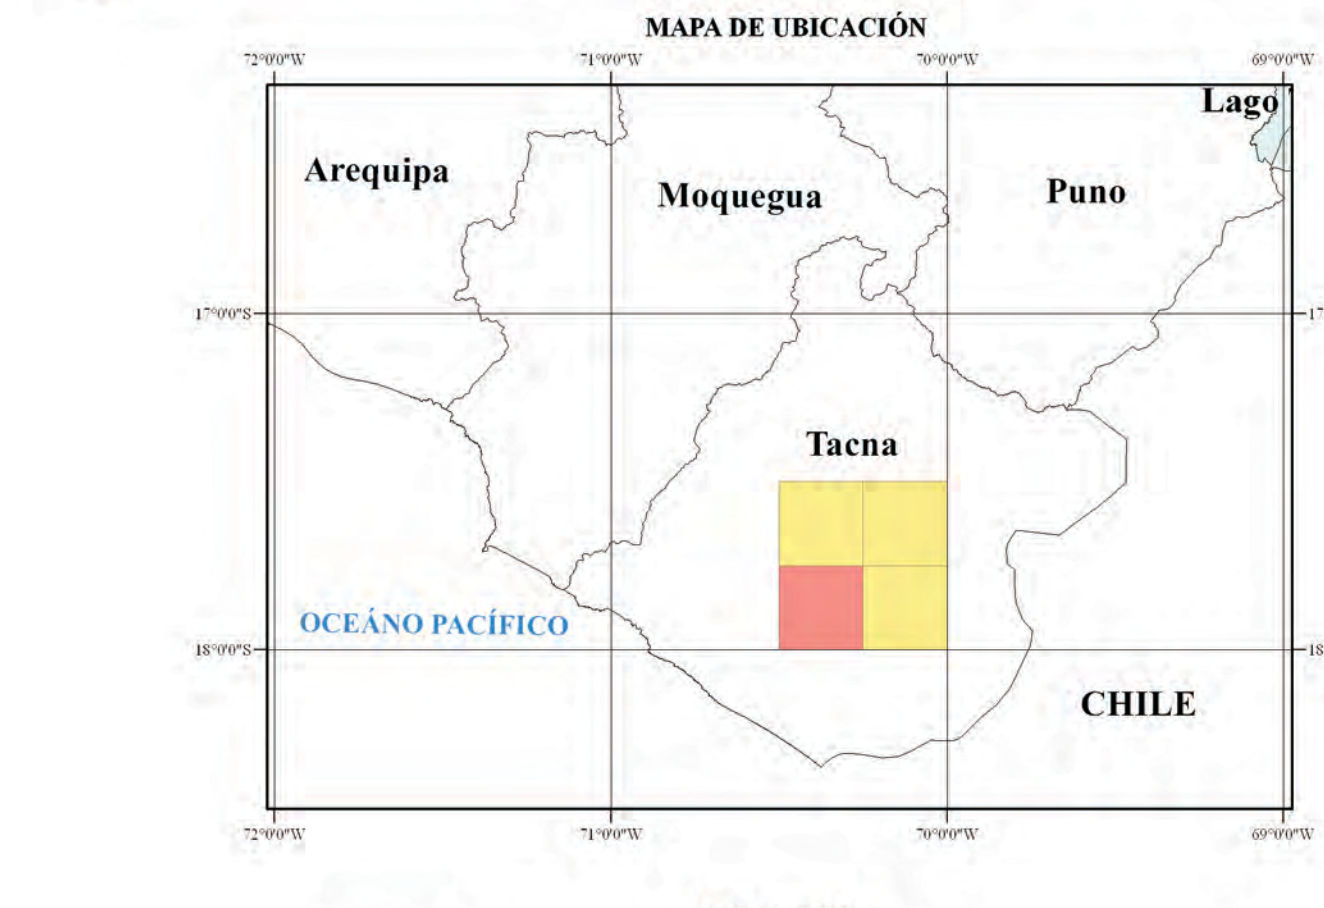 MAPA DE UBICACIÓN
72°0'0"W 71°0'0"W 70°0'0"W 69°0'0"W
Lago
Arequipa
Moquegua
Puno
17°0'0"S 17
Tacna
OCEÁNO PACÍFICO
18°0'0"S 18
CHILE
72°0'0"W 71°0'0"W 70°0'0"W 69°0'0"W